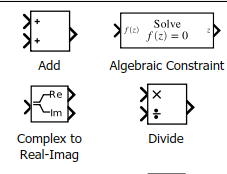 +
+
Add
Solve
f(z) f(z) = 0 z
Algebraic Constraint
Re
Im
Complex to
Real-Imag
×
÷
Divide